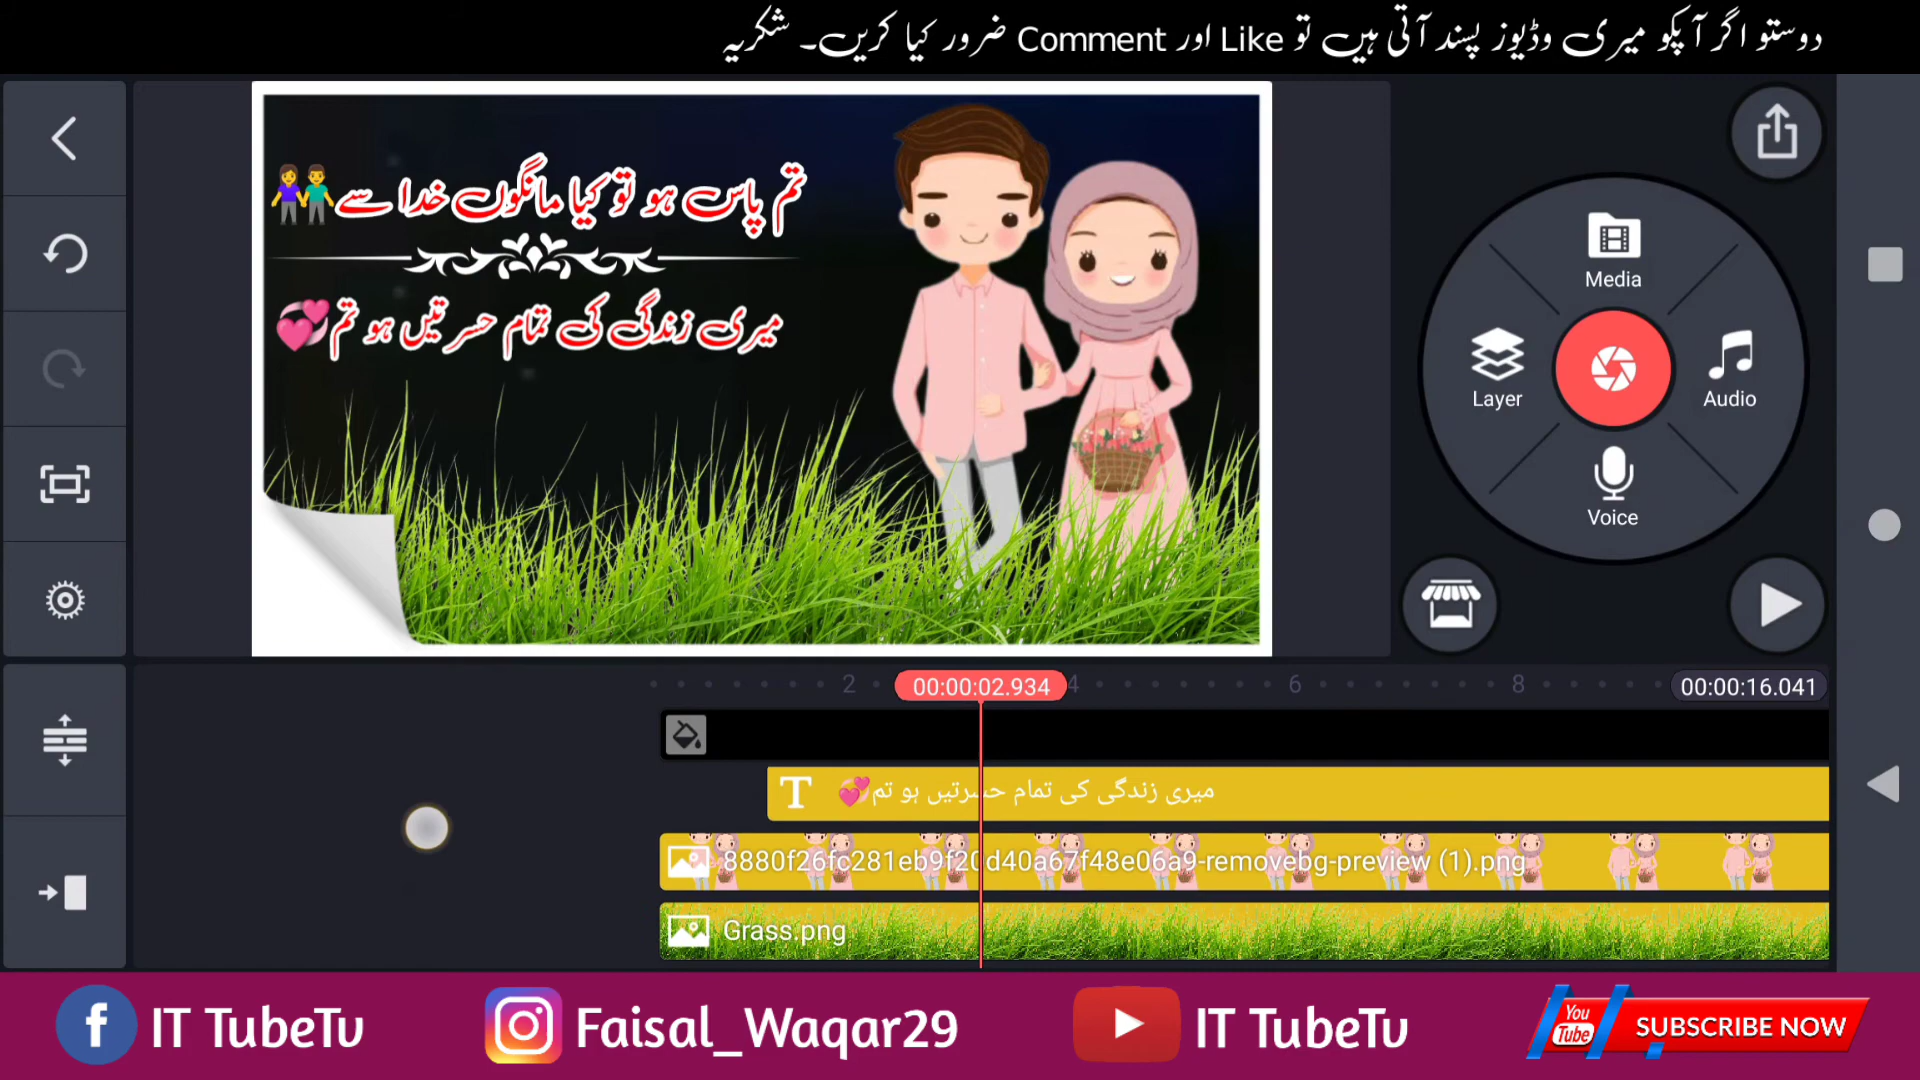 دوستو اگر آپکو میری وڈیوز پسند آتی ہیں تو Like اور Comment ضرور کیا کریں۔ شکریہ
تم پاس ہو تو کیا مانگوں خدا سے👫
میری زندگی کی تمام حسرتیں ہو تم💞
Media
Layer
Audio
Voice
2
00:00:02.934
4
6
8
00:00:16.041
T
میری زندگی کی تمام حسرتیں ہو تم💞
8880f26fc281eb9f20d40a67f48e06a9-removebg-preview (1).png
Grass.png
f IT TubeTv
Faisal_Waqar29
IT TubeTv
You Tube
SUBSCRIBE NOW